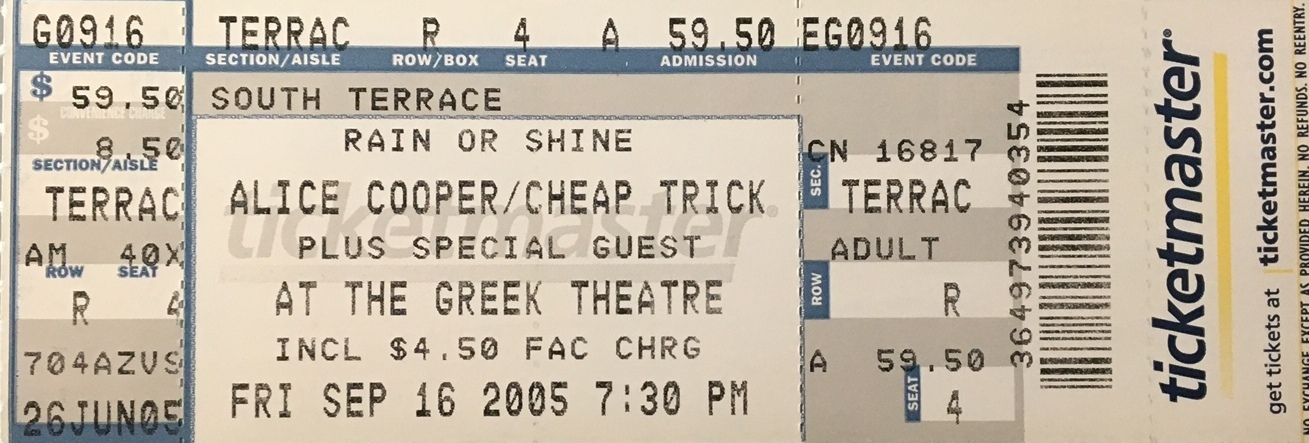 G0916 TERRAC R 4 A 59.50 EG0916
EVENT CODE SECTION/AISLE ROW/BOX SEAT ADMISSION EVENT CODE
$ 59.50
CONVENIENCE CHARGE
$ 8.50
SECTION/AISLE
TERRAC
AM 40X
ROW SEAT
R 4
704AZVS
26JUN05
SOUTH TERRACE
RAIN OR SHINE
ticketmaster
ALICE COOPER/CHEAP TRICK
PLUS SPECIAL GUEST
AT THE GREEK THEATRE
INCL $4.50 FAC CHRG
FRI SEP 16 2005 7:30 PM
CN 16817
SEC. TERRAC
ADULT
ROW R
A 59.50
SEAT 4
3649739440354
ticketmaster®
get tickets at ticketmaster.com
NO EXCHANGE, EXCEPT AS PROVIDED HEREIN. NO REFUNDS. NO REENTRY.